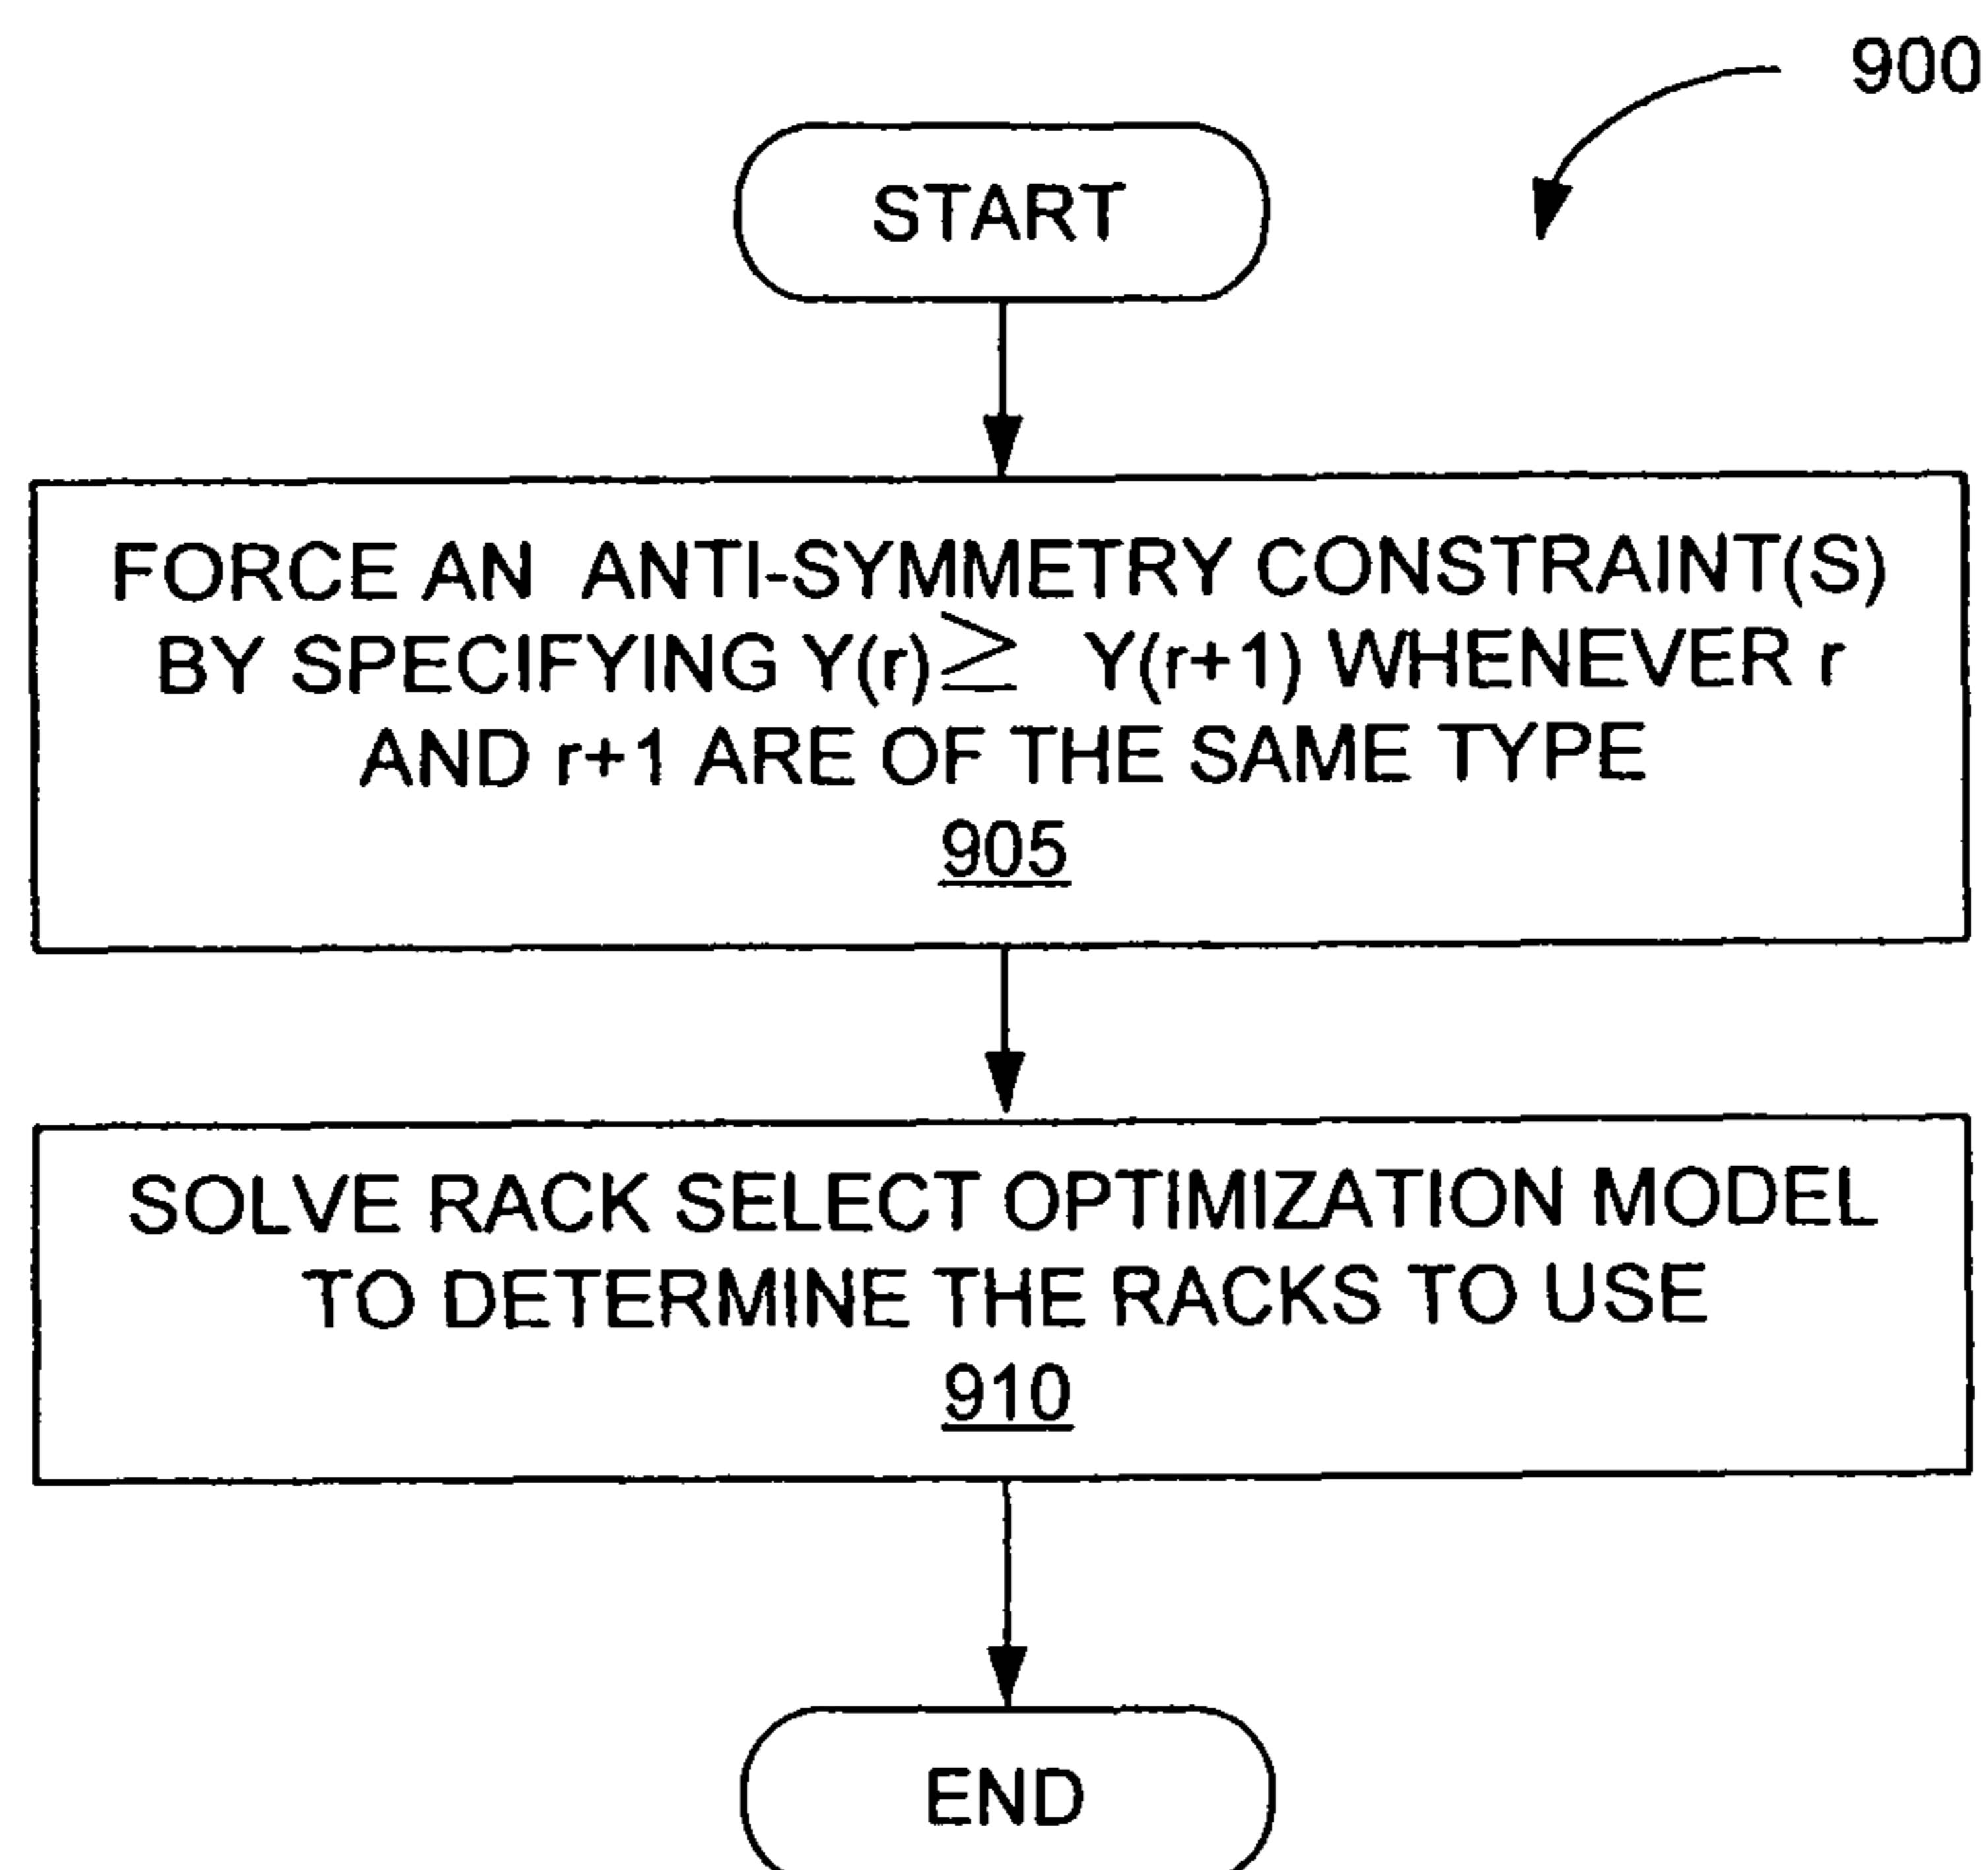 900
START
FORCE AN ANTI-SYMMETRY CONSTRAINT(S)
BY SPECIFYING Y(r) ≥ Y(r+1) WHENEVER r
AND r+1 ARE OF THE SAME TYPE
905
SOLVE RACK SELECT OPTIMIZATION MODEL
TO DETERMINE THE RACKS TO USE
910
END